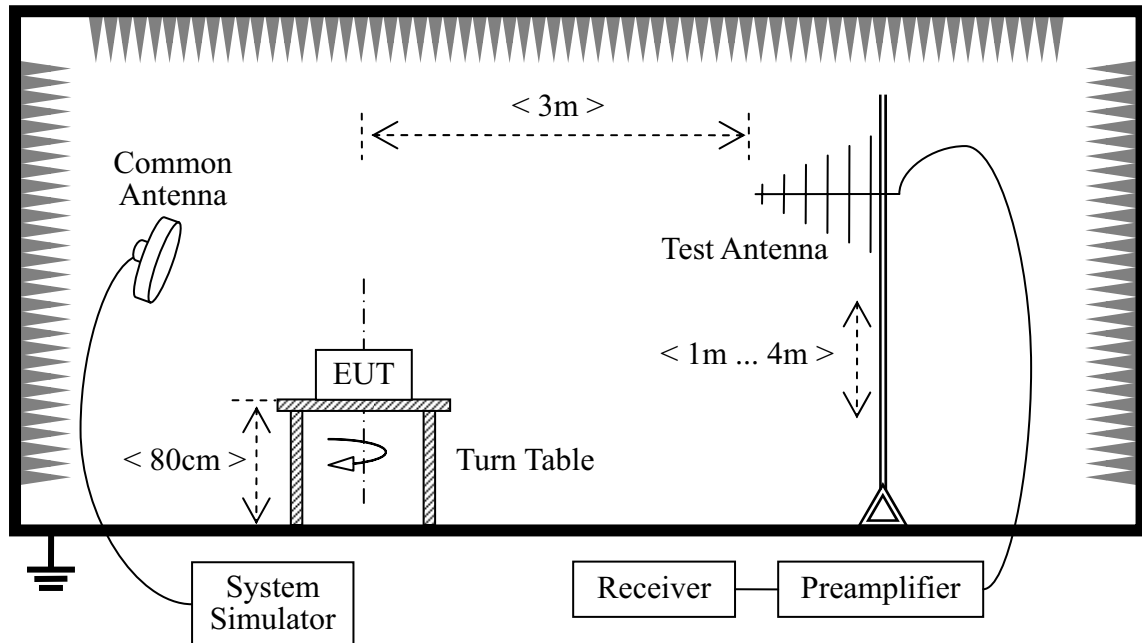 < 3m >
Common
Antenna
Test Antenna
< 1m ... 4m >
EUT
< 80cm >
Turn Table
System
Simulator
Receiver
Preamplifier